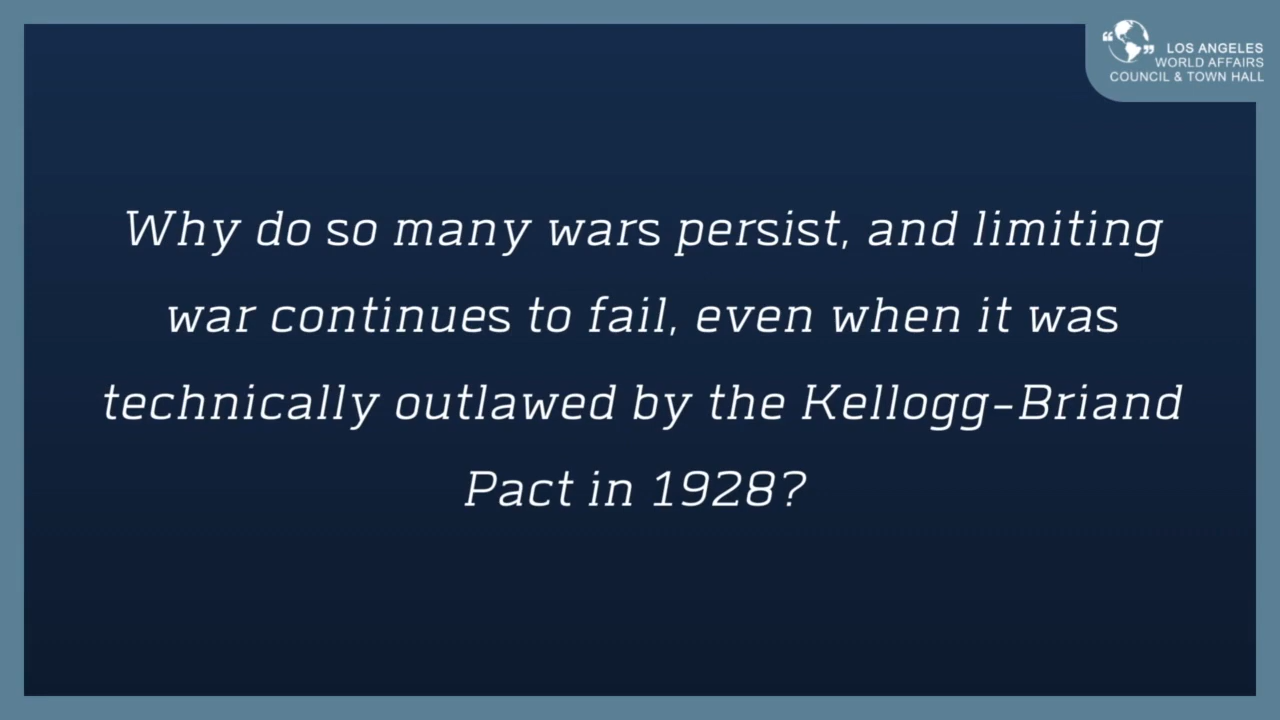 LOS ANGELES
WORLD AFFAIRS
COUNCIL & TOWN HALL
Why do so many wars persist, and limiting
war continues to fail, even when it was
technically outlawed by the Kellogg-Briand
Pact in 1928?